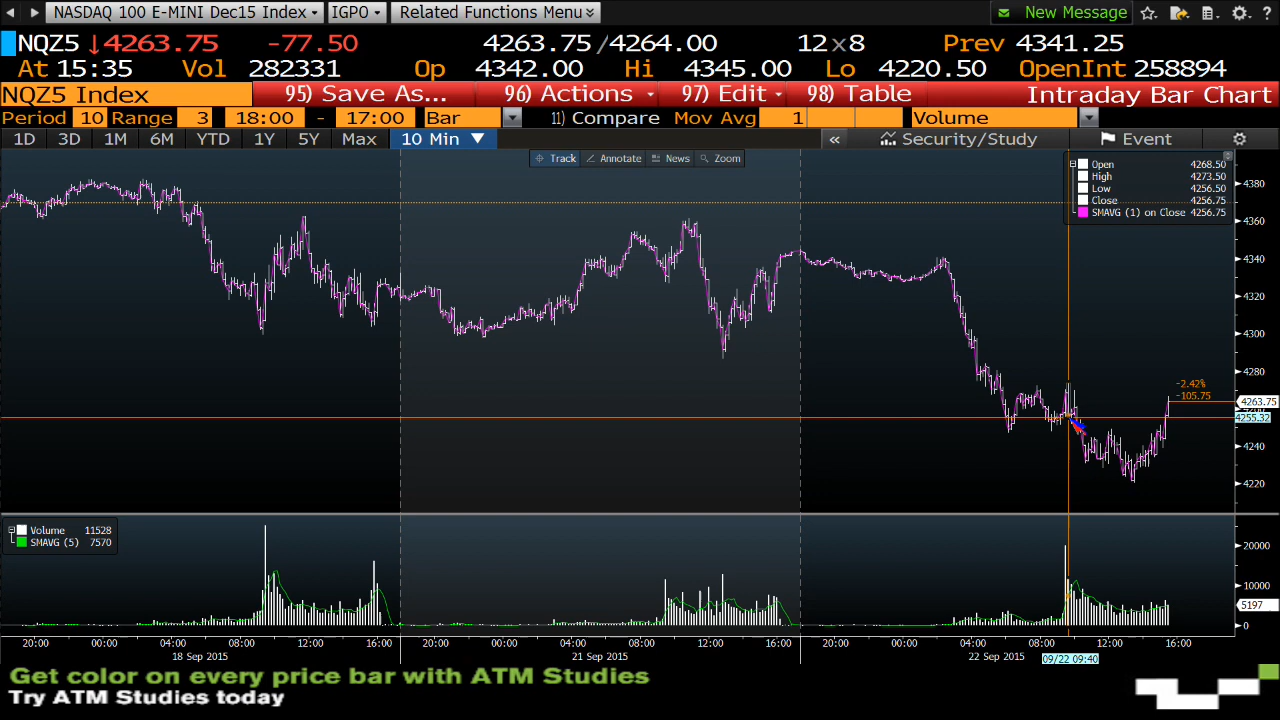 NASDAQ 100 E-MINI Dec15 Index IGPO Related Functions Menu New Message ?
NQZ5 ↓4263.75 -77.50 4263.75/4264.00 12x8 Prev 4341.25
At 15:35 Vol 282331 Op 4342.00 Hi 4345.00 Lo 4220.50 OpenInt 258894
NQZ5 Index 95) Save As... 96) Actions 97) Edit 98) Table Intraday Bar Chart
Period 10 Range 3 18:00 - 17:00 Bar 11) Compare Mov Avg 1 Volume
1D 3D 1M 6M YTD 1Y 5Y Max 10 Min ▼ « Security/Study Event
Track Annotate News Zoom
Open 4268.50
High 4273.50
Low 4256.50
Close 4256.75
SMAVG (1) on Close 4256.75
4380
4360
4340
4320
4300
4280
-2.42%
-105.75
4263.75
4255.32
4240
4220
Volume 11528
SMAVG (5) 7570
20000
10000
5197
0
20:00 00:00 04:00 08:00 12:00 16:00 20:00 00:00 04:00 08:00 12:00 16:00 20:00 00:00 04:00 08:00 12:00 16:00
18 Sep 2015 21 Sep 2015 22 Sep 2015 09/22 09:40
Get color on every price bar with ATM Studies
Try ATM Studies today